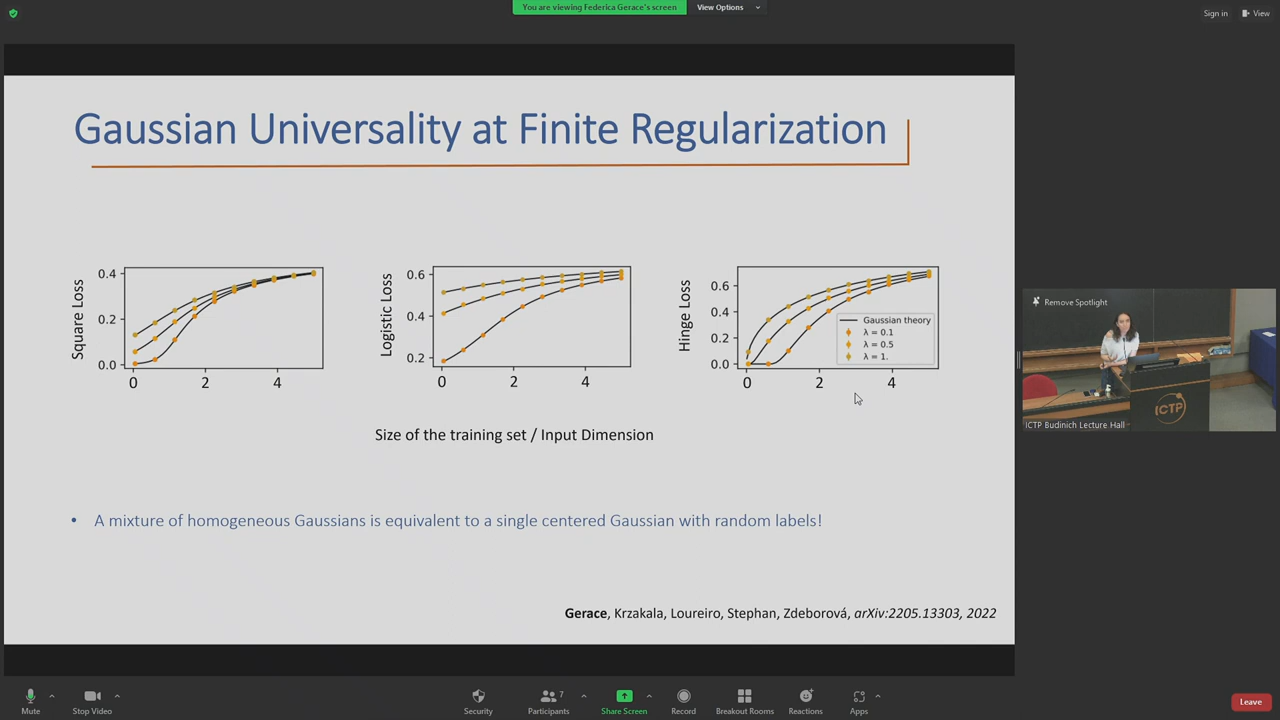 You are viewing Federica Gerace's screen
View Options
Sign in
View
Gaussian Universality at Finite Regularization
Square Loss
0.4
0.2
0.0
0
2
4
Logistic Loss
0.6
0.4
0.2
0
2
4
Hinge Loss
0.6
0.4
0.2
0.0
0
2
4
Gaussian theory
λ = 0.1
λ = 0.5
λ = 1.
Size of the training set / Input Dimension
• A mixture of homogeneous Gaussians is equivalent to a single centered Gaussian with random labels!
Gerace, Krzakala, Loureiro, Stephan, Zdeborová, arXiv:2205.13303, 2022
Remove Spotlight
ICTP
ICTP Budinich Lecture Hall
Mute
Stop Video
Security
Participants
7
Share Screen
Record
Breakout Rooms
Reactions
Apps
Leave